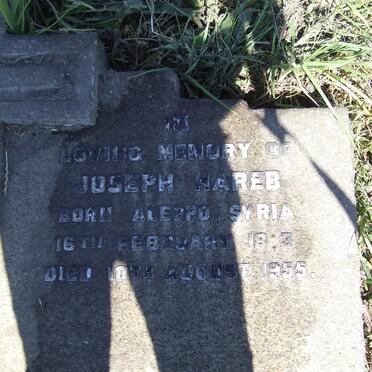 IN
LOVING MEMORY OF
JOSEPH HAREB
BORN ALEPPO, SYRIA
16TH FEBRUARY
DIED 10TH AUGUST 1955.